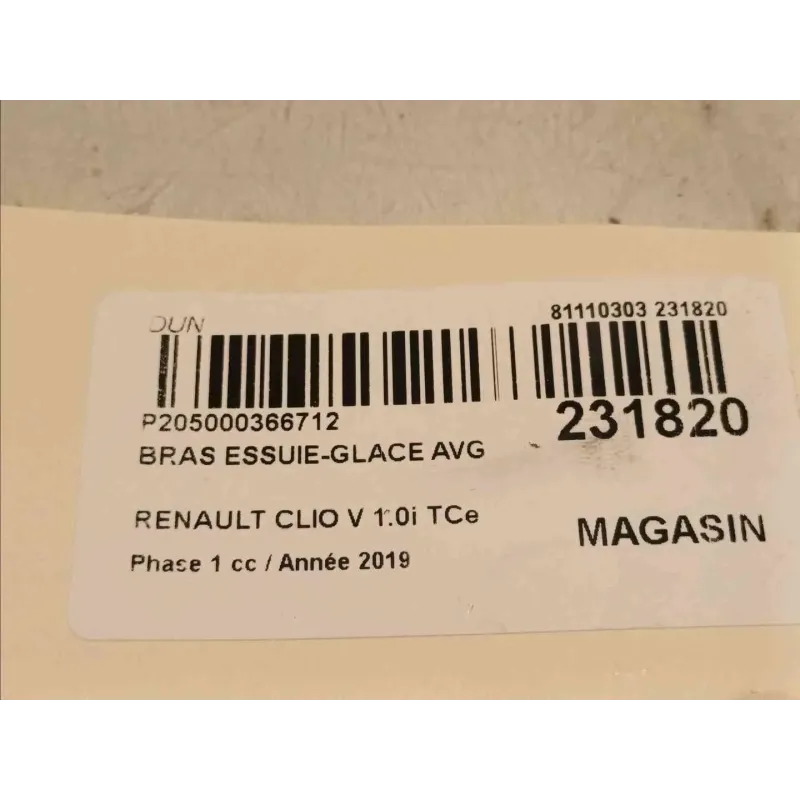 DUN
81110303 231820
P205000366712
231820
BRAS ESSUIE-GLACE AVG
RENAULT CLIO V 1.0i TCe
MAGASIN
Phase 1 cc / Année 2019